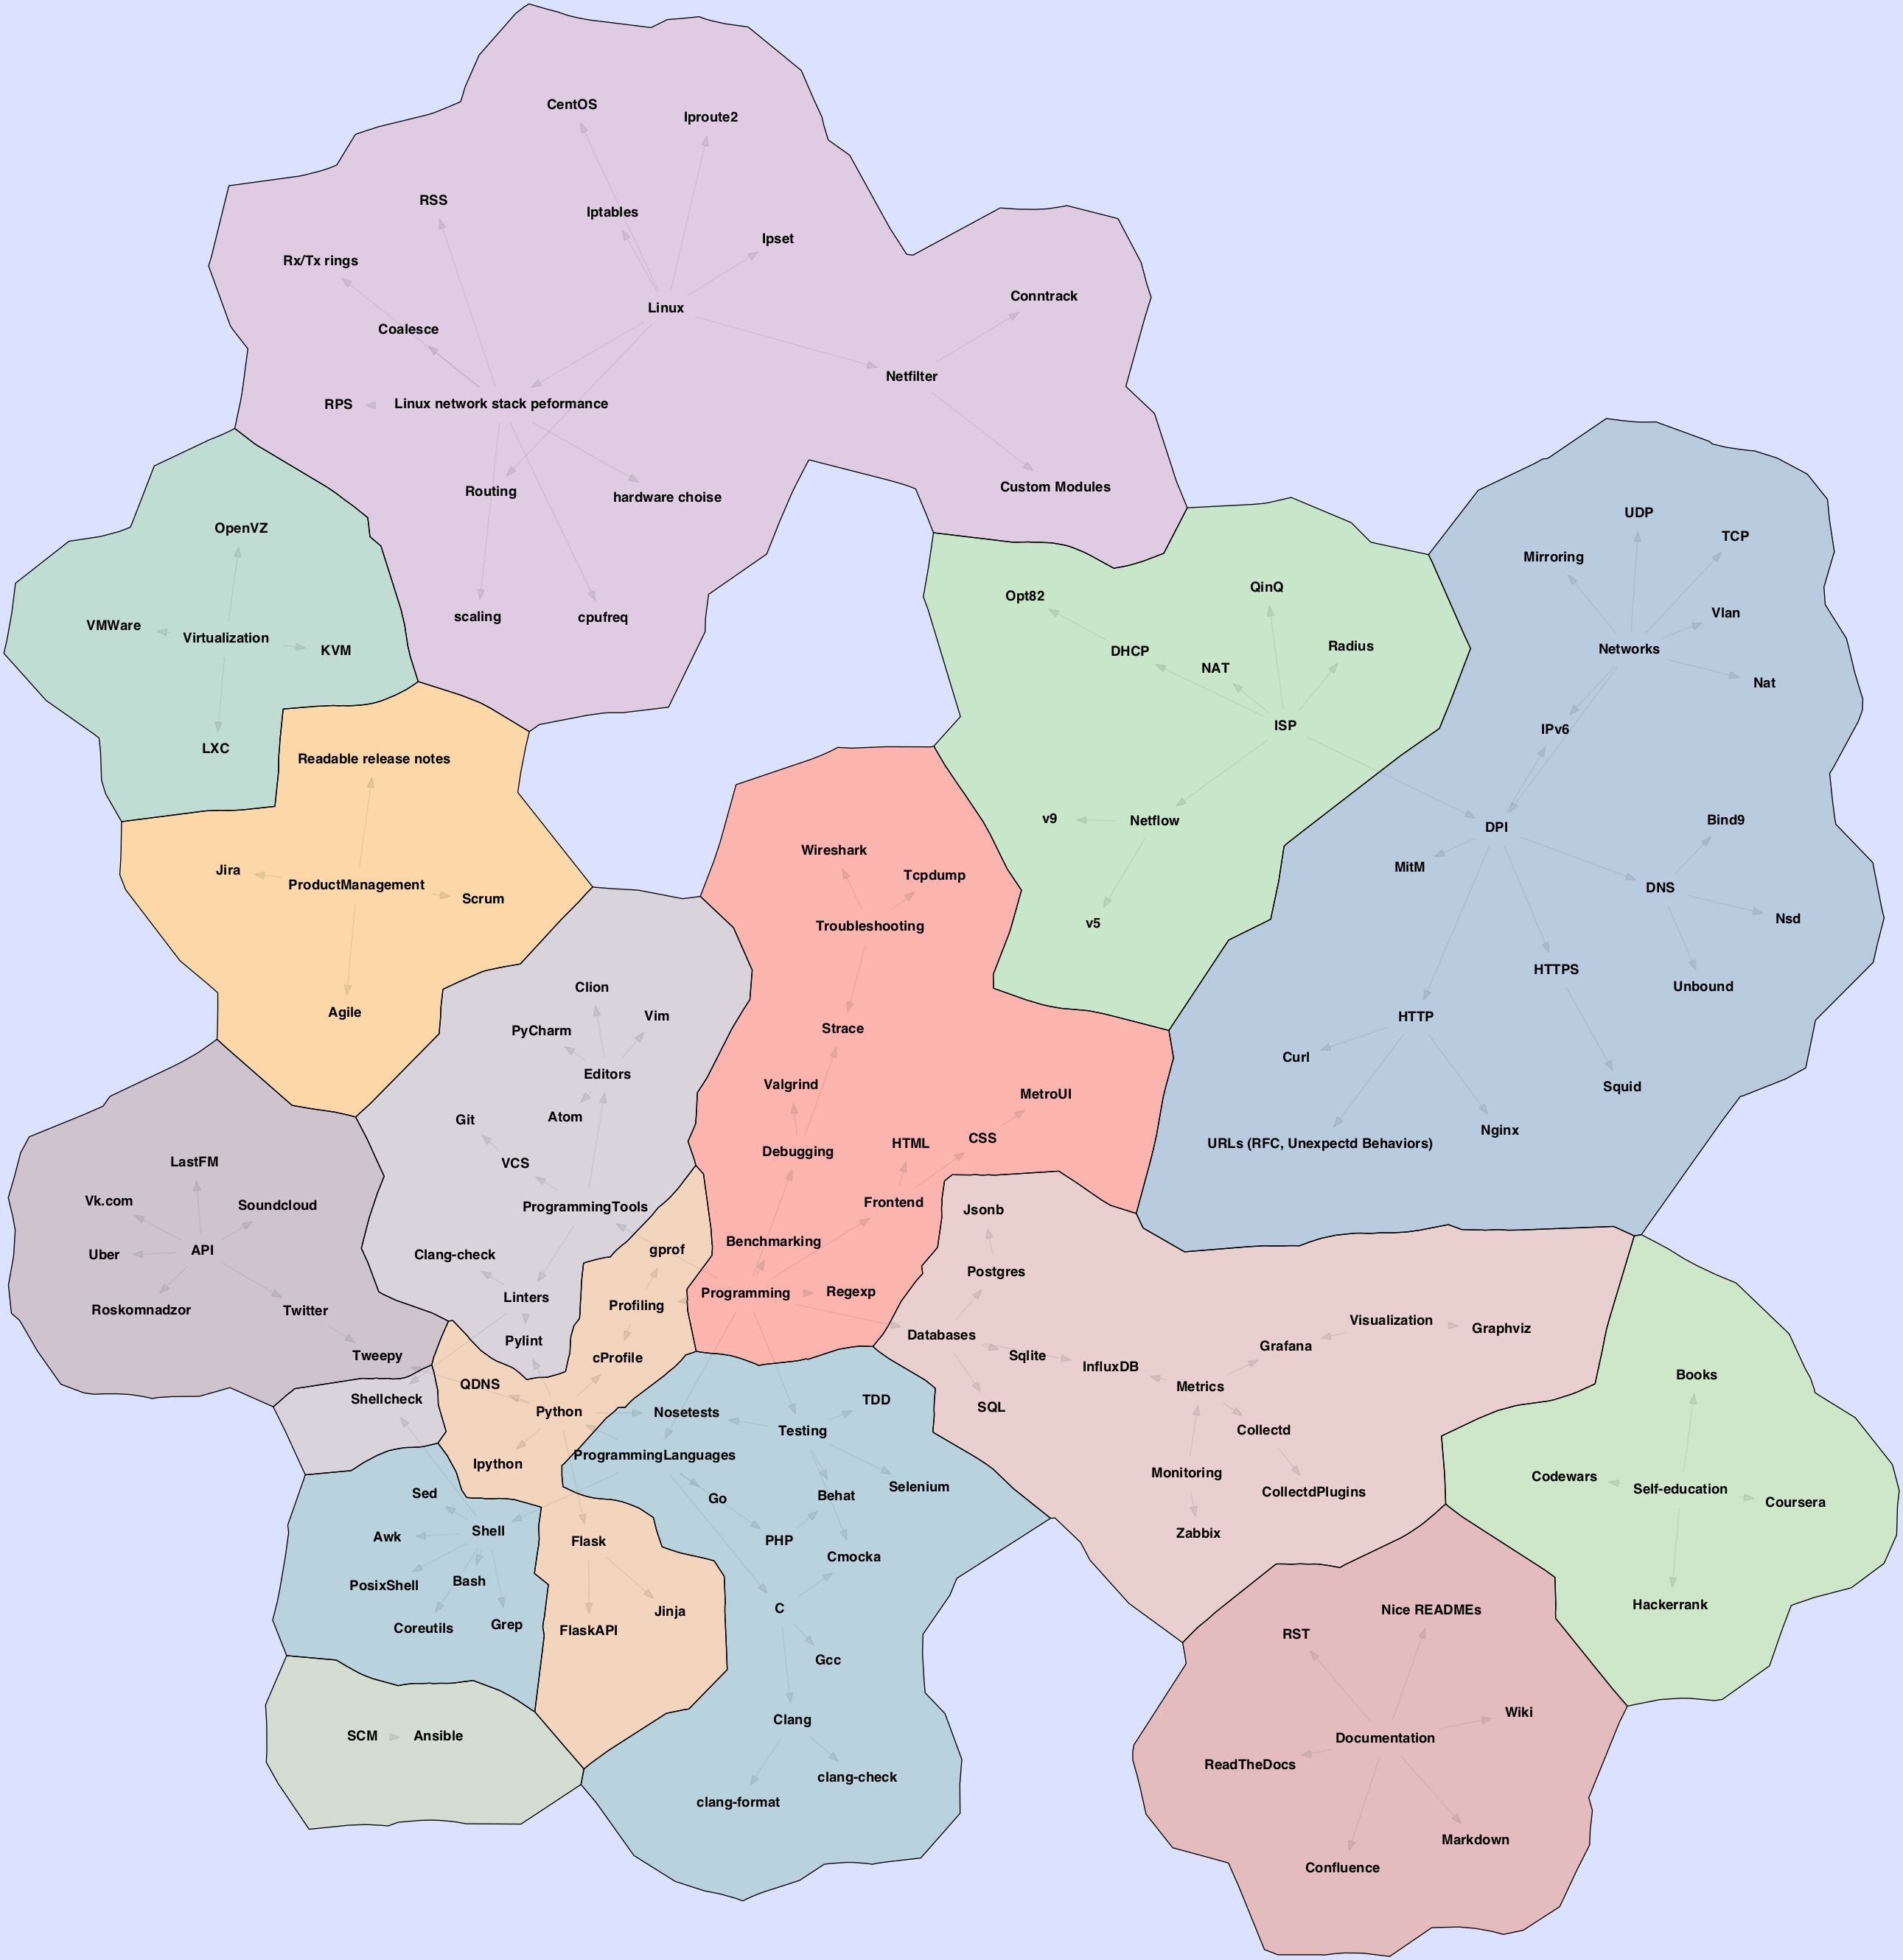 CentOS
Iproute2
RSS
Iptables
Ipset
Rx/Tx rings
Linux
Conntrack
Coalesce
Netfilter
RPS
Linux network stack peformance
Routing
hardware choise
Custom Modules
scaling
cpufreq
OpenVZ
VMWare
Virtualization
KVM
LXC
Opt82
QinQ
DHCP
NAT
Radius
ISP
v9
Netflow
v5
UDP
TCP
Mirroring
Vlan
Networks
Nat
IPv6
DPI
Bind9
MitM
DNS
Nsd
HTTPS
Unbound
HTTP
Curl
Squid
URLs (RFC, Unexpectd Behaviors)
Nginx
Readable release notes
Jira
ProductManagement
Scrum
Agile
Wireshark
Tcpdump
Troubleshooting
Strace
Valgrind
MetroUI
Debugging
HTML
CSS
Frontend
Benchmarking
Programming
Regexp
Clion
PyCharm
Vim
Editors
Atom
Git
VCS
ProgrammingTools
Clang-check
Linters
Pylint
Shellcheck
LastFM
Vk.com
Soundcloud
Uber
API
Roskomnadzor
Twitter
Tweepy
gprof
Profiling
cProfile
QDNS
Python
Ipython
Flask
Jinja
FlaskAPI
Jsonb
Postgres
Databases
Sqlite
InfluxDB
SQL
Visualization
Grafana
Graphviz
Metrics
Collectd
Monitoring
CollectdPlugins
Zabbix
Nosetests
TDD
Testing
ProgrammingLanguages
Selenium
Go
Behat
PHP
Cmocka
C
Gcc
Clang
clang-check
clang-format
Sed
Awk
Shell
PosixShell
Bash
Coreutils
Grep
SCM
Ansible
Books
Codewars
Self-education
Coursera
Hackerrank
Nice READMEs
RST
Wiki
Documentation
ReadTheDocs
Markdown
Confluence